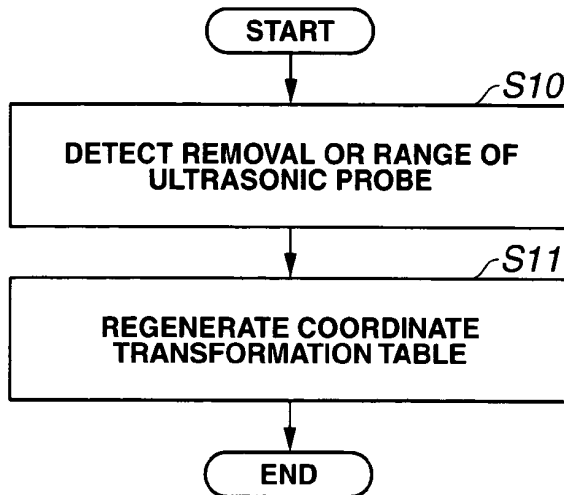 START
S10
DETECT REMOVAL OR RANGE OF
ULTRASONIC PROBE
S11
REGENERATE COORDINATE
TRANSFORMATION TABLE
END